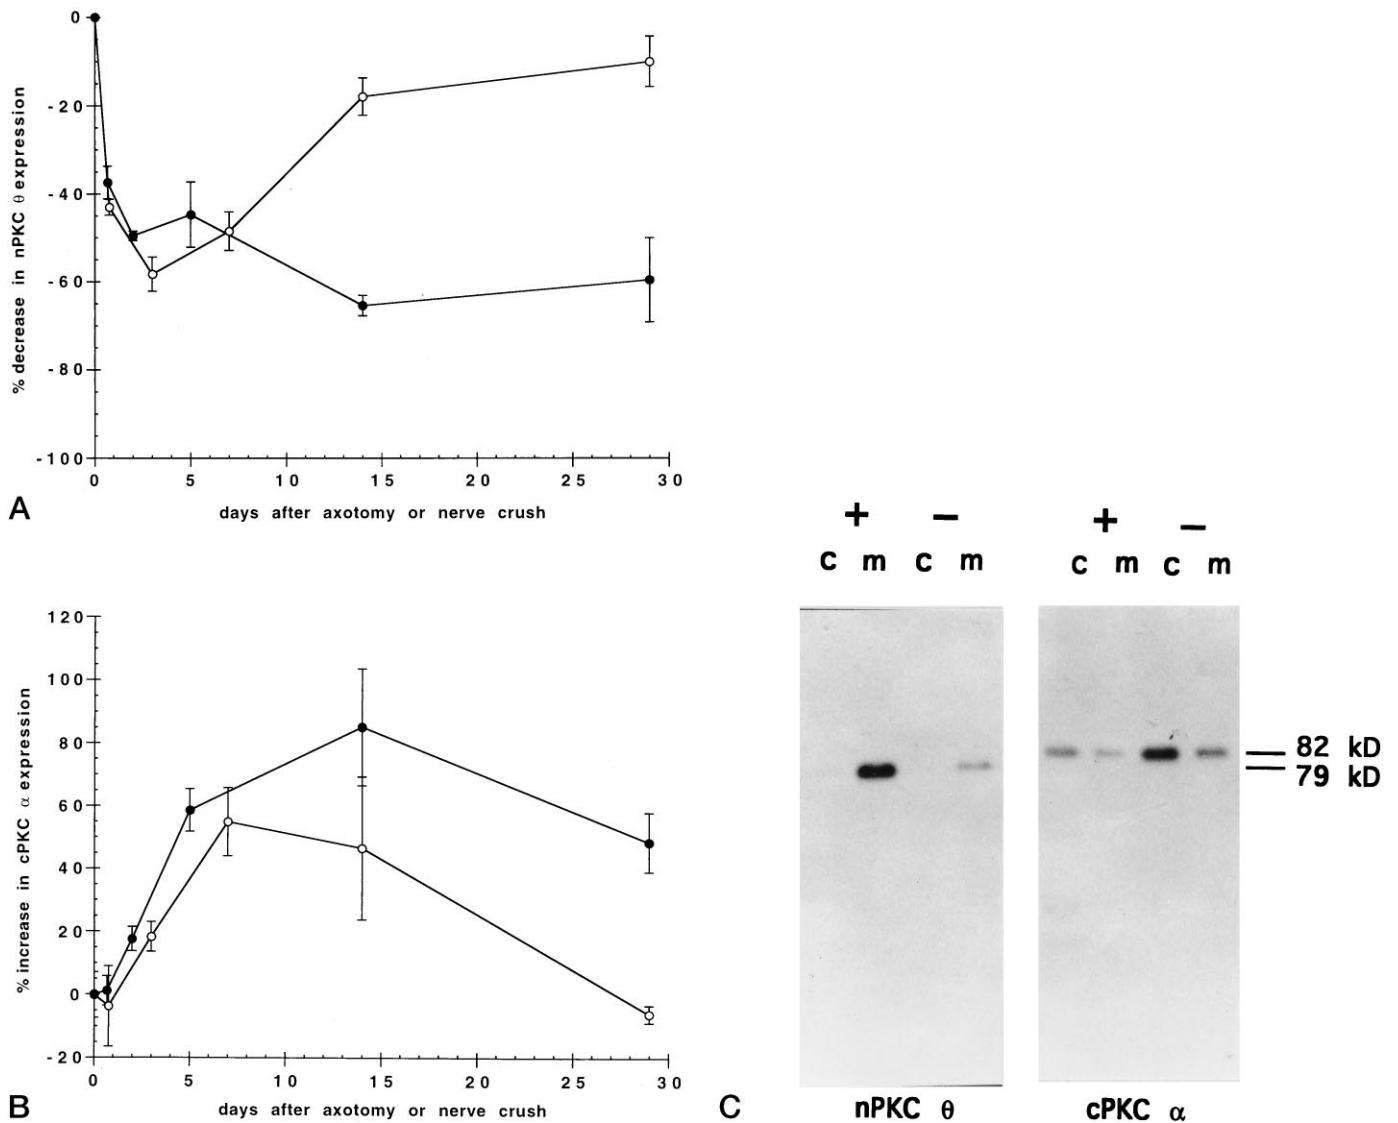 0
-20
-40
-60
-80
-100
% decrease in nPKC θ expression
0 5 10 15 20 25 30
days after axotomy or nerve crush
A
120
100
80
60
40
20
0
-20
% increase in cPKC α expression
0 5 10 15 20 25 30
days after axotomy or nerve crush
B
+ −
c m c m
+ −
c m c m
82 kD
79 kD
nPKC θ
cPKC α
C